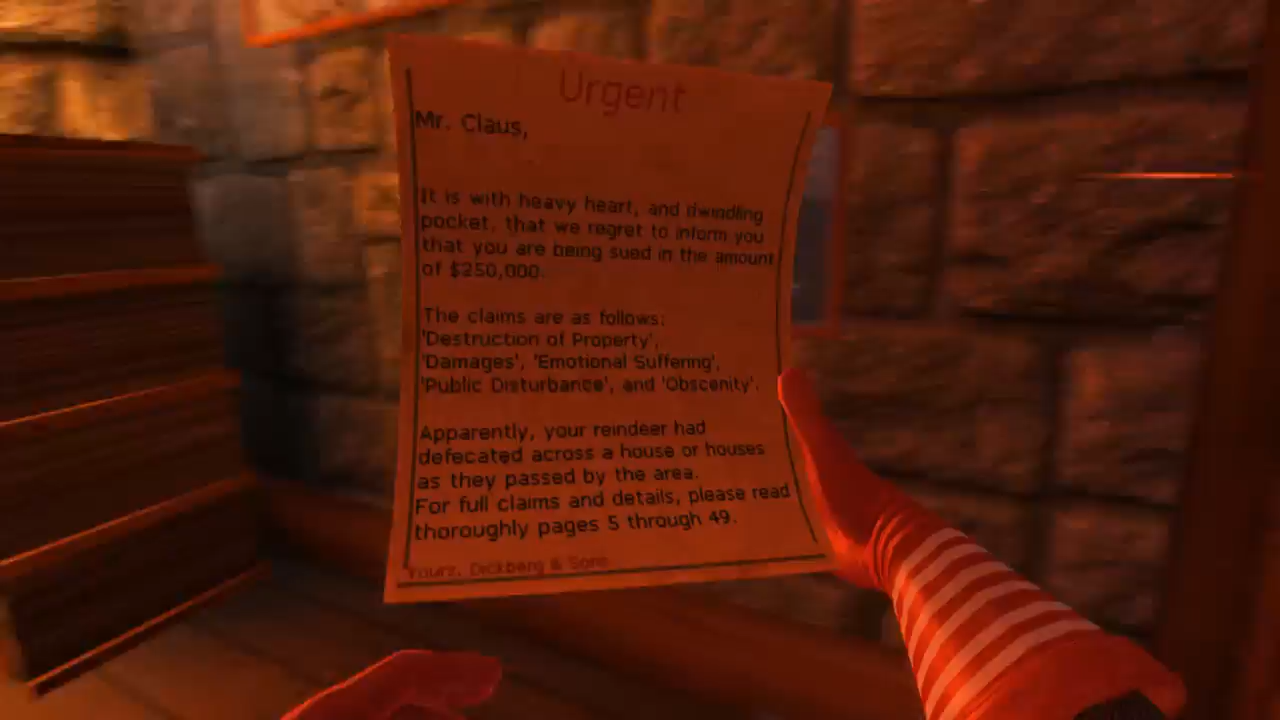 Urgent
Mr. Claus,
It is with heavy heart, and dwindling
pocket, that we regret to inform you
that you are being sued in the amount
of $250,000.
The claims are as follows:
'Destruction of Property',
'Damages', 'Emotional Suffering',
'Public Disturbance', and 'Obscenity'.
Apparently, your reindeer had
defecated across a house or houses
as they passed by the area.
For full claims and details, please read
thoroughly pages 5 through 49.
Yours, Dickberg & Sons